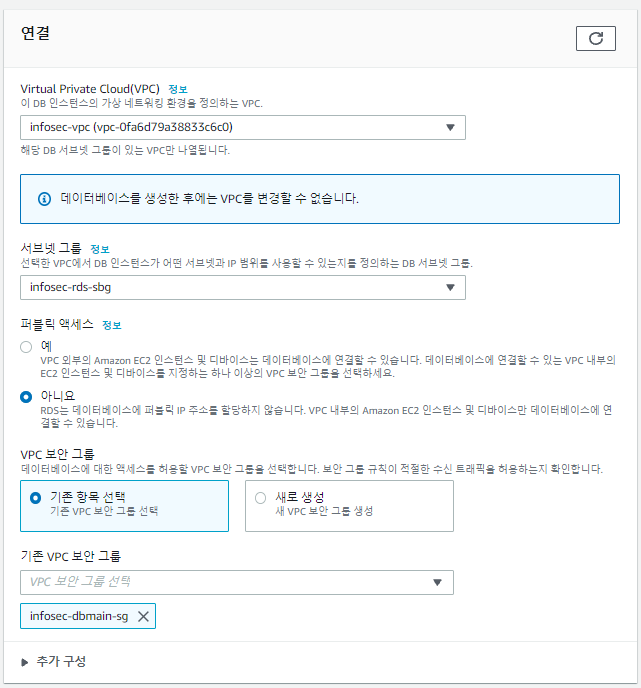 연결
Virtual Private Cloud(VPC) 정보
이 DB 인스턴스의 가상 네트워킹 환경을 정의하는 VPC.
infosec-vpc (vpc-0fa6d79a38833c6c0)
해당 DB 서브넷 그룹이 있는 VPC만 나열됩니다.
데이터베이스를 생성한 후에는 VPC를 변경할 수 없습니다.
서브넷 그룹 정보
선택한 VPC에서 DB 인스턴스가 어떤 서브넷과 IP 범위를 사용할 수 있는지를 정의하는 DB 서브넷 그룹.
infosec-rds-sbg
퍼블릭 액세스 정보
예
VPC 외부의 Amazon EC2 인스턴스 및 디바이스는 데이터베이스에 연결할 수 있습니다. 데이터베이스에 연결할 수 있는 VPC 내부의
EC2 인스턴스 및 디바이스를 지정하는 하나 이상의 VPC 보안 그룹을 선택하세요.
아니요
RDS는 데이터베이스에 퍼블릭 IP 주소를 할당하지 않습니다. VPC 내부의 Amazon EC2 인스턴스 및 디바이스만 데이터베이스에 연
결할 수 있습니다.
VPC 보안 그룹
데이터베이스에 대한 액세스를 허용할 VPC 보안 그룹을 선택합니다. 보안 그룹 규칙이 적절한 수신 트래픽을 허용하는지 확인합니다.
기존 항목 선택
기존 VPC 보안 그룹 선택
새로 생성
새 VPC 보안 그룹 생성
기존 VPC 보안 그룹
VPC 보안 그룹 선택
infosec-dbmain-sg
추가 구성